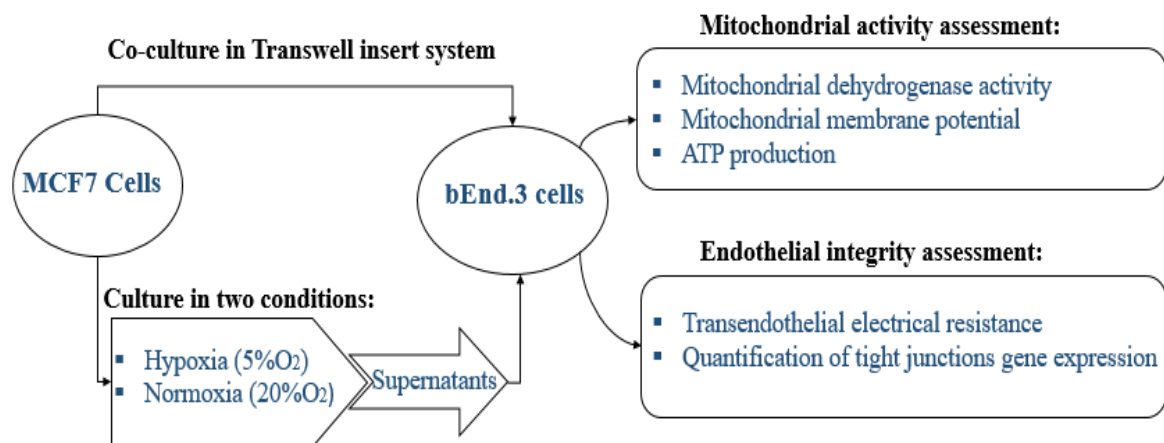 Co-culture in Transwell insert system
MCF7 Cells
Culture in two conditions:
▪ Hypoxia (5%O₂)
▪ Normoxia (20%O₂)
Supernatants
bEnd.3 cells
Mitochondrial activity assessment:
▪ Mitochondrial dehydrogenase activity
▪ Mitochondrial membrane potential
▪ ATP production
Endothelial integrity assessment:
▪ Transendothelial electrical resistance
▪ Quantification of tight junctions gene expression